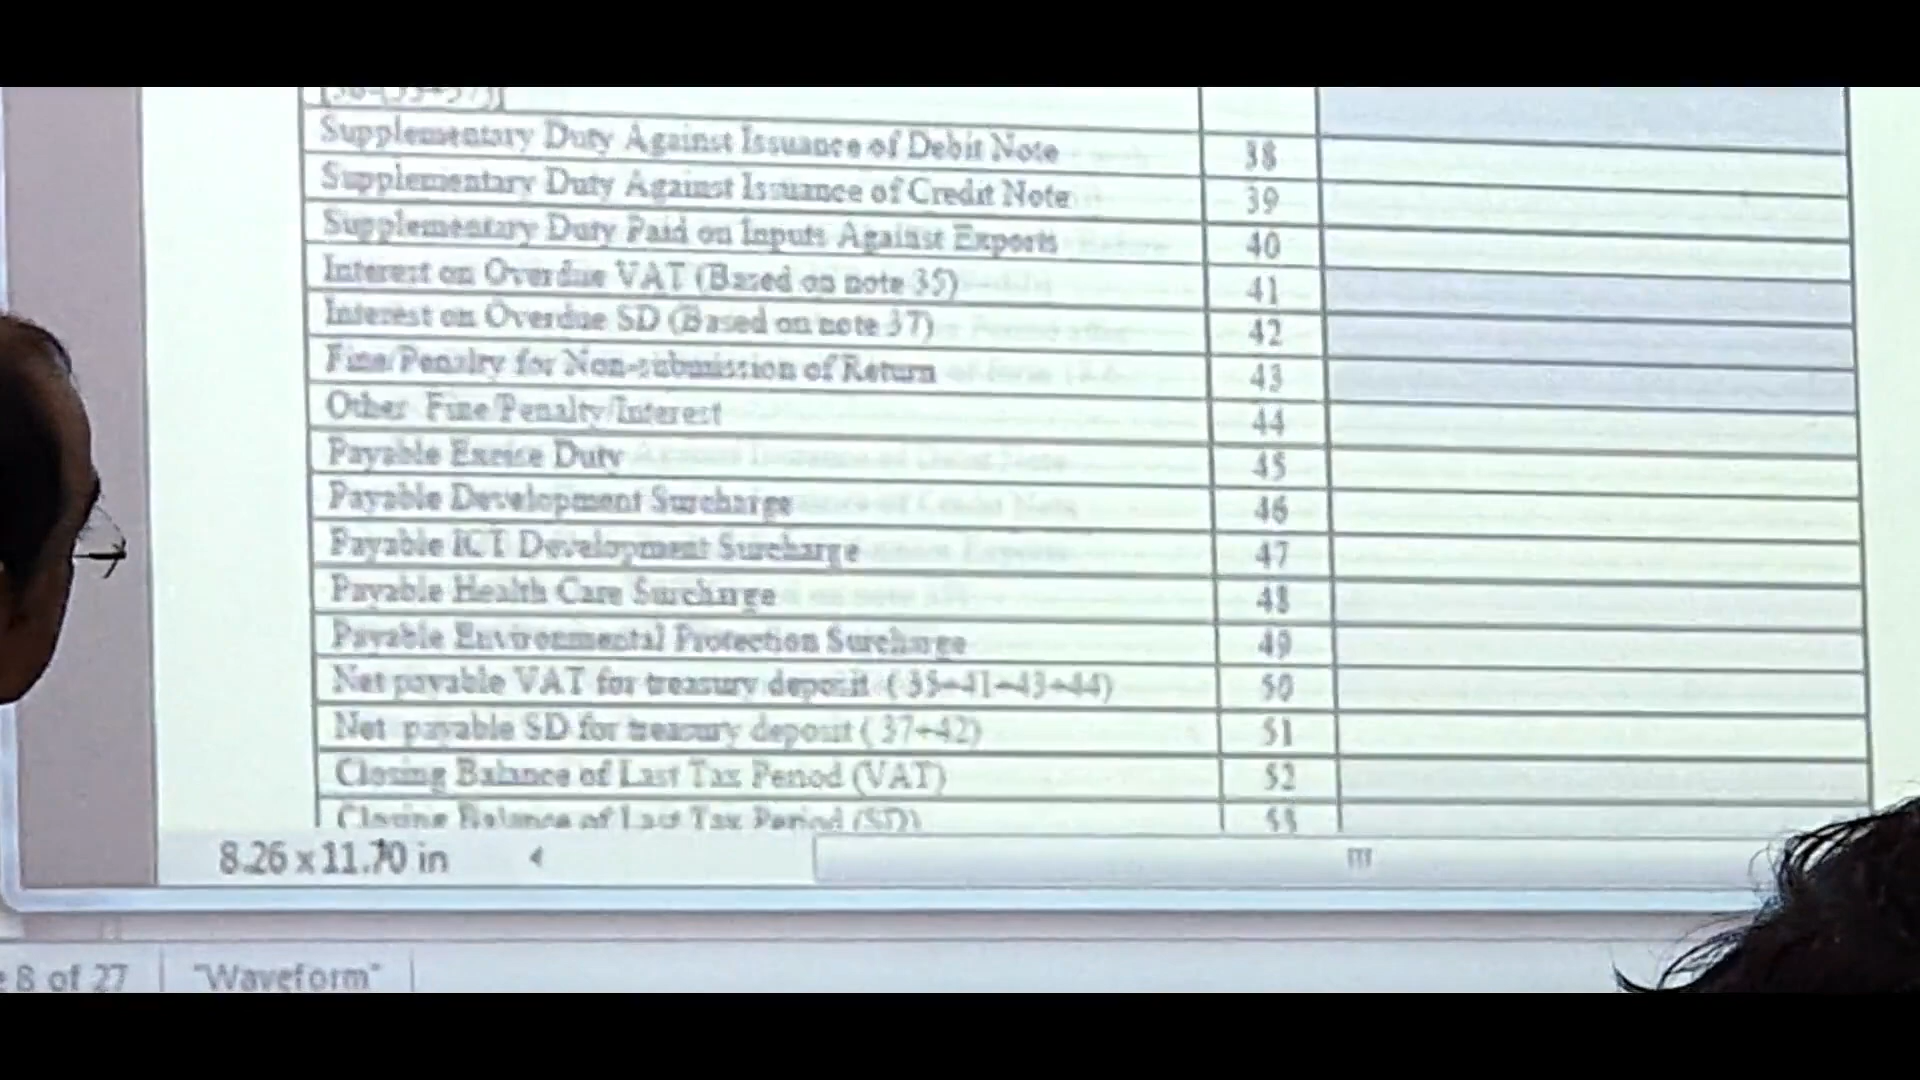 Supplementary Duty Against Issuance of Debit Note 38
Supplementary Duty Against Issuance of Credit Note 39
Supplementary Duty Paid on Inputs Against Exports 40
Interest on Overdue VAT (Based on note 35) 41
Interest on Overdue SD (Based on note 37) 42
Fine/Penalty for Non-submission of Return 43
Other Fine/Penalty/Interest 44
Payable Excise Duty 45
Payable Development Surcharge 46
Payable ICT Development Surcharge 47
Payable Health Care Surcharge 48
Payable Environmental Protection Surcharge 49
Net payable VAT for treasury deposit (35+41+43+44) 50
Net payable SD for treasury deposit (37+42) 51
Closing Balance of Last Tax Period (VAT) 52
Closing Balance of Last Tax Period (SD) 53
8.26 x 11.70 in
8 of 27 "Waveform"